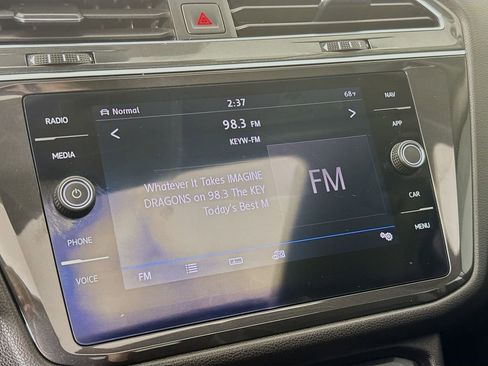 RADIO
MEDIA
PHONE
VOICE
Normal
2:37
68°F
98.3 FM
KEYW-FM
Whatever It Takes IMAGINE
DRAGONS on 98.3 The KEY
Today's Best M
FM
FM
NAV
APP
CAR
MENU